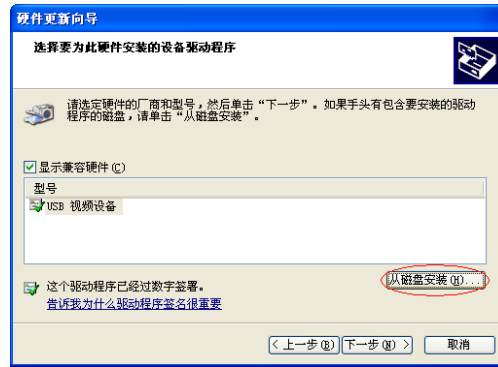 硬件更新向导
选择要为此硬件安装的设备驱动程序
请选定硬件的厂商和型号，然后单击“下一步”。如果手头有包含要安装的驱动
程序的磁盘，请单击“从磁盘安装”。
显示兼容硬件(C)
型号
USB 视频设备
从磁盘安装(H)...
这个驱动程序已经过数字签署。
告诉我为什么驱动程序签名很重要
< 上一步(B) 下一步(N) > 取消